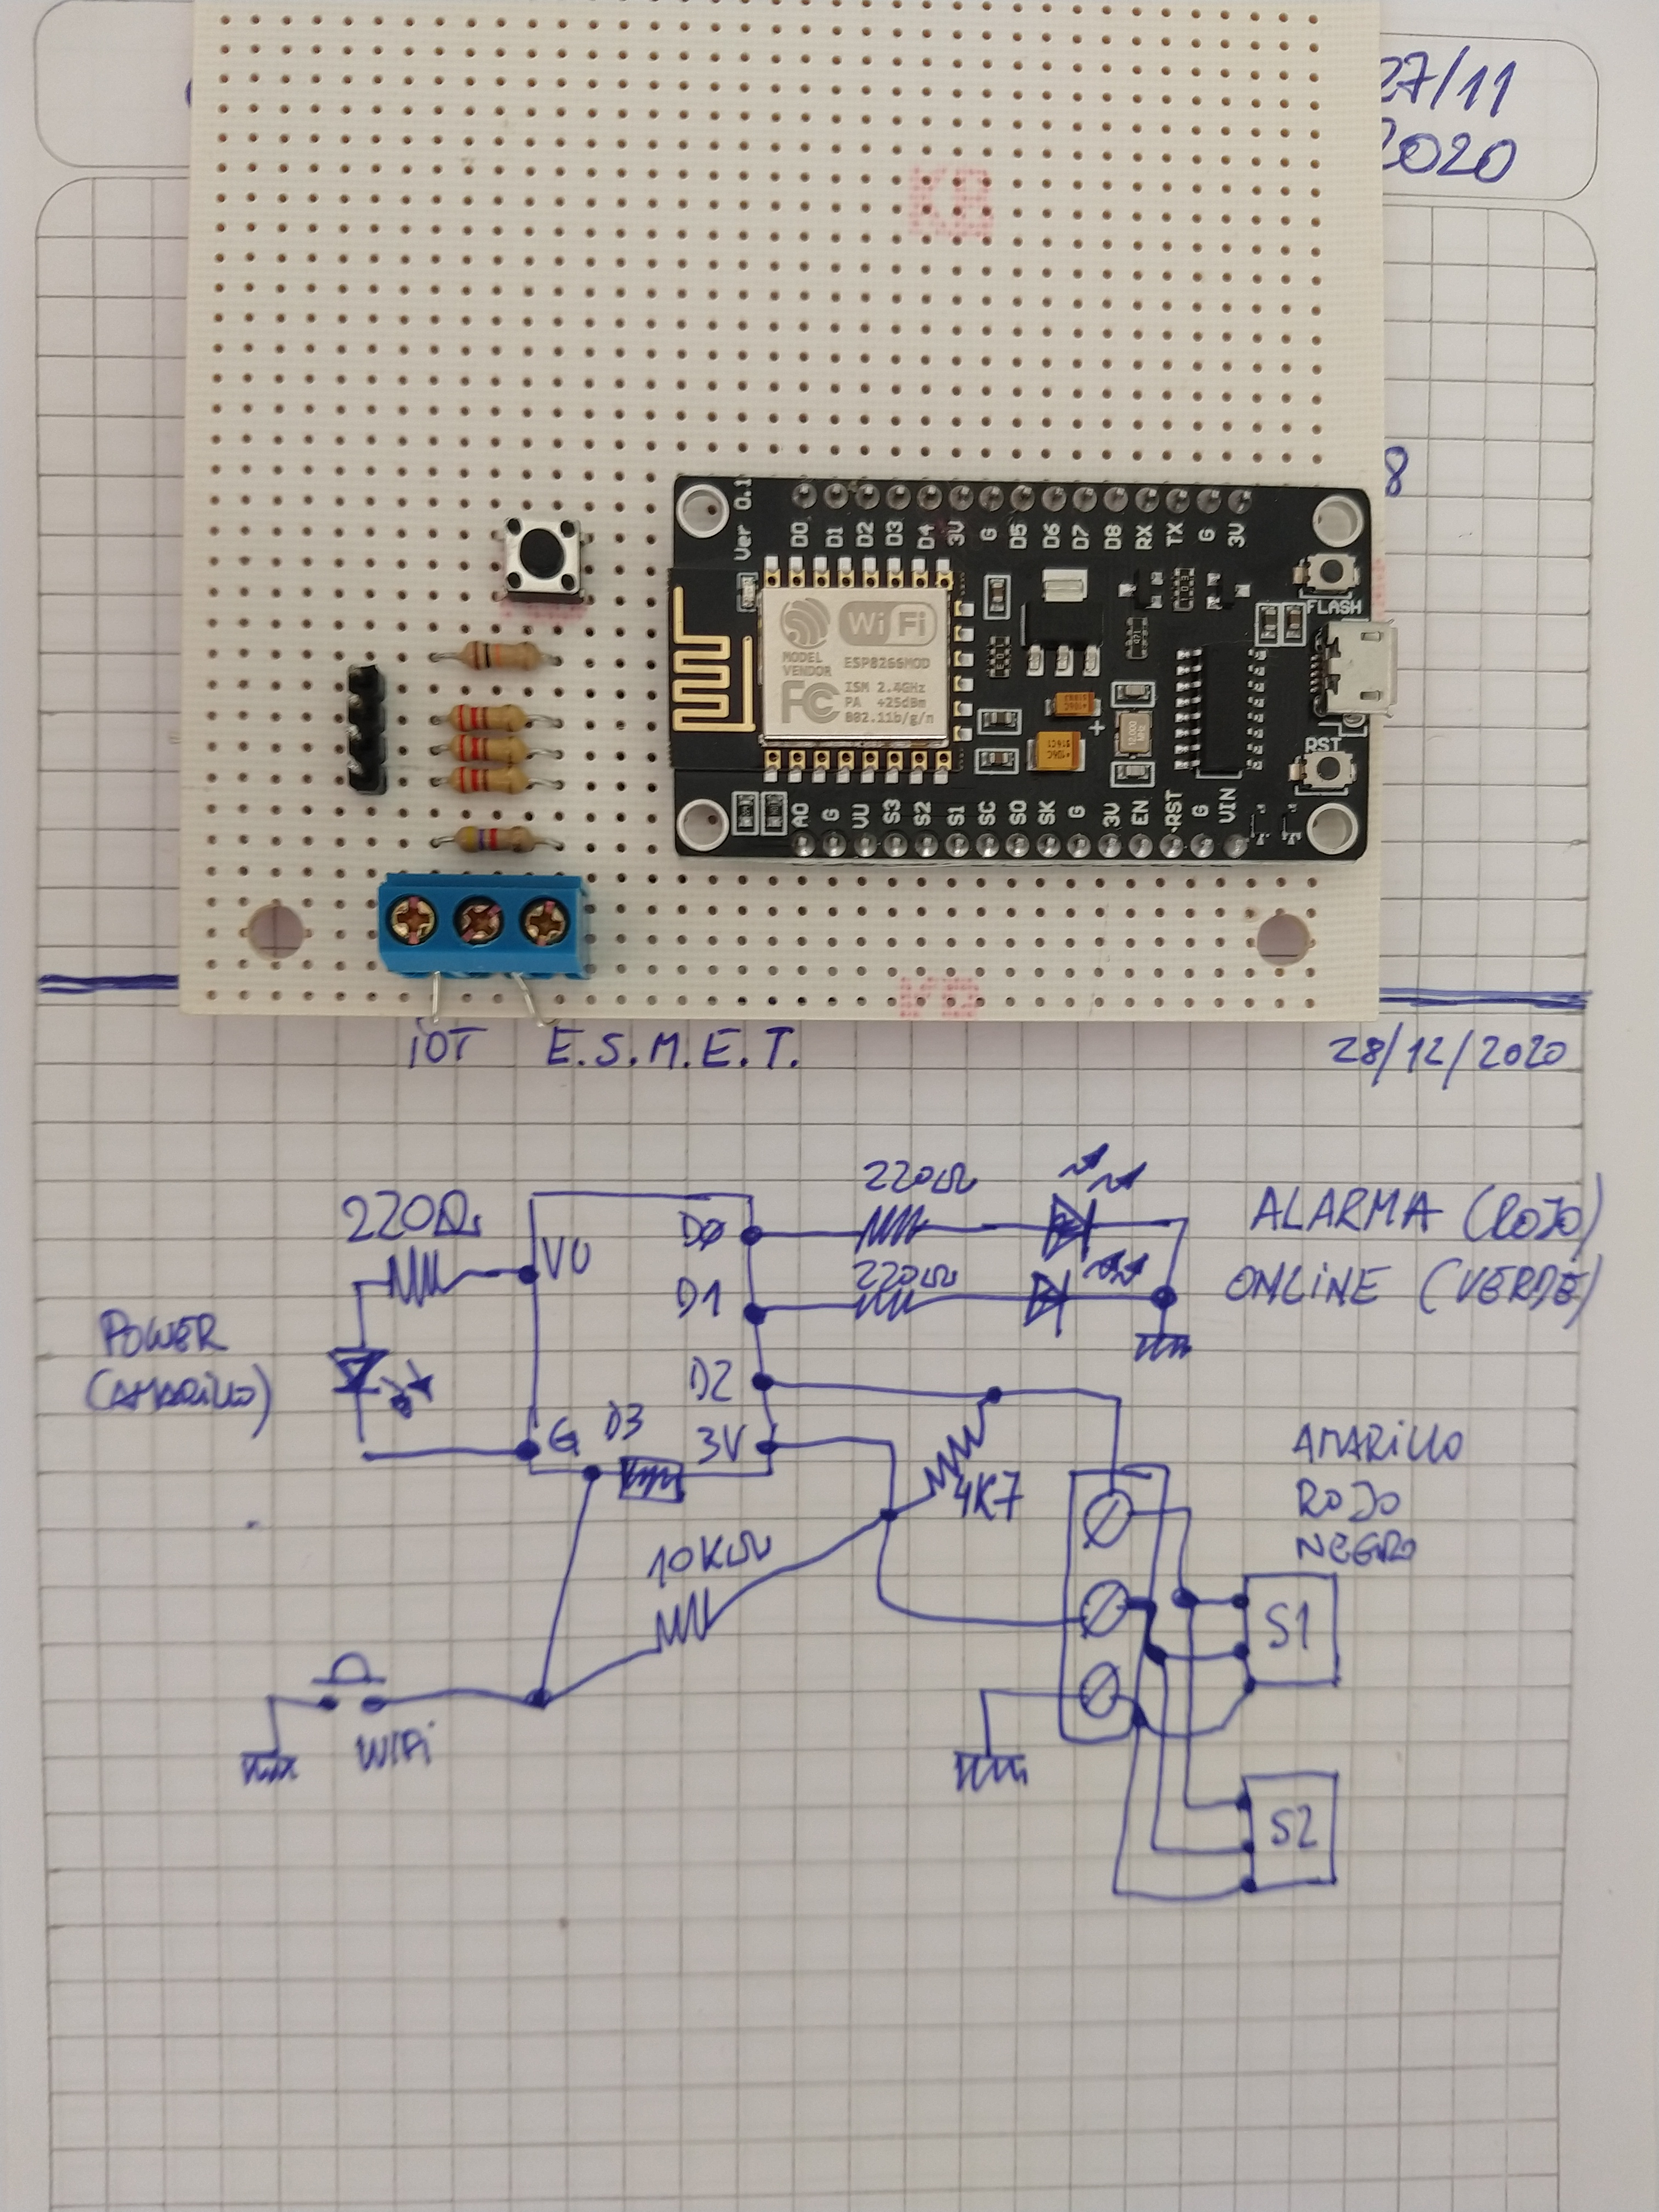 27/11
2020
KB
8
Ver 0.1
D0 D1 D2 D3 D4 3V G D5 D6 D7 D8 RX TX G 3V
FLASH
WiFi
MODEL
VENDOR
ESP8266MOD
FC
ISM 2.4GHz
PA +25dBm
802.11b/g/n
RST
A0 G VU S3 S2 S1 SC SO SK G 3V EN RST G VIN
IOT E.S.M.E.T.
28/12/2020
220Ω
220Ω
VU
D0
ALARMA (ROJO)
220Ω
D1
ONLINE (VERDE)
POWER
(AMARILLO)
D2
G
D3
3V
4K7
AMARILLO
ROJO
NEGRO
10KΩ
S1
WIFI
S2